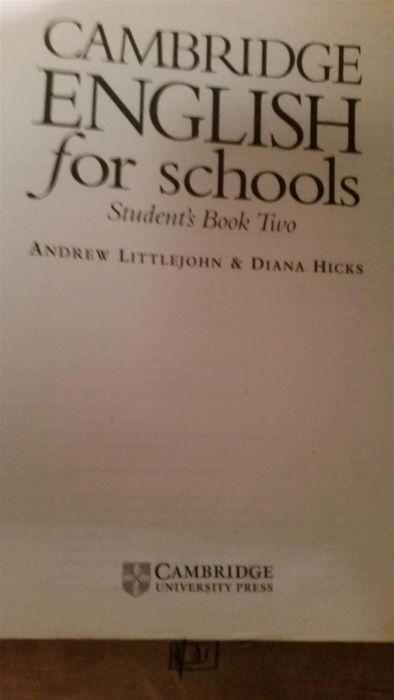 CAMBRIDGE
ENGLISH
for schools
Student's Book Two
ANDREW LITTLEJOHN & DIANA HICKS
CAMBRIDGE
UNIVERSITY PRESS